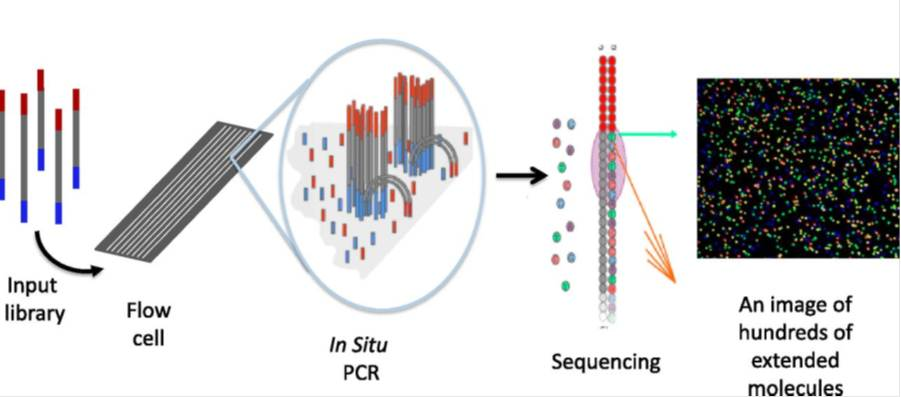 Input
library
Flow
cell
In Situ
PCR
Sequencing
An image of
hundreds of
extended
molecules